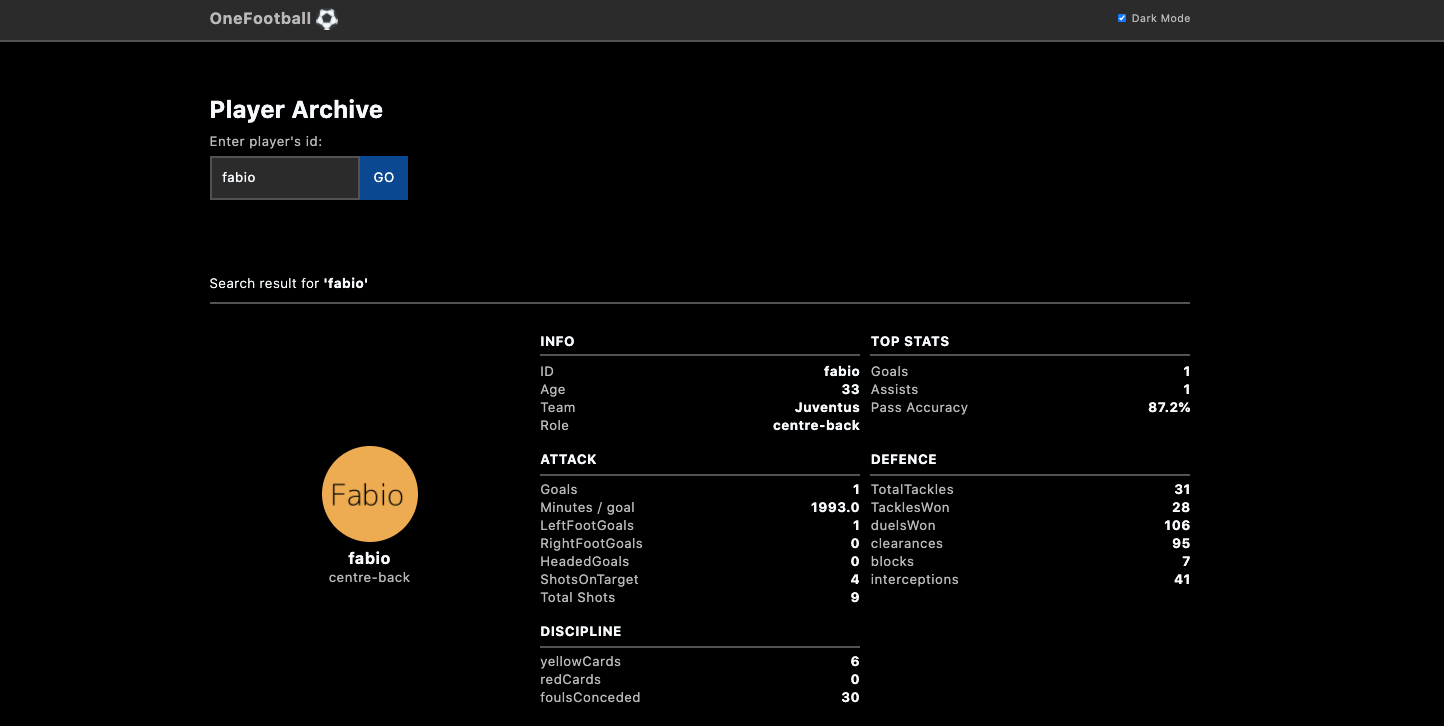 OneFootball
Dark Mode
Player Archive
Enter player's id:
fabio
GO
Search result for 'fabio'
Fabio
fabio
centre-back
INFO
ID fabio
Age 33
Team Juventus
Role centre-back
TOP STATS
Goals 1
Assists 1
Pass Accuracy 87.2%
ATTACK
Goals 1
Minutes / goal 1993.0
LeftFootGoals 1
RightFootGoals 0
HeadedGoals 0
ShotsOnTarget 4
Total Shots 9
DEFENCE
TotalTackles 31
TacklesWon 28
duelsWon 106
clearances 95
blocks 7
interceptions 41
DISCIPLINE
yellowCards 6
redCards 0
foulsConceded 30